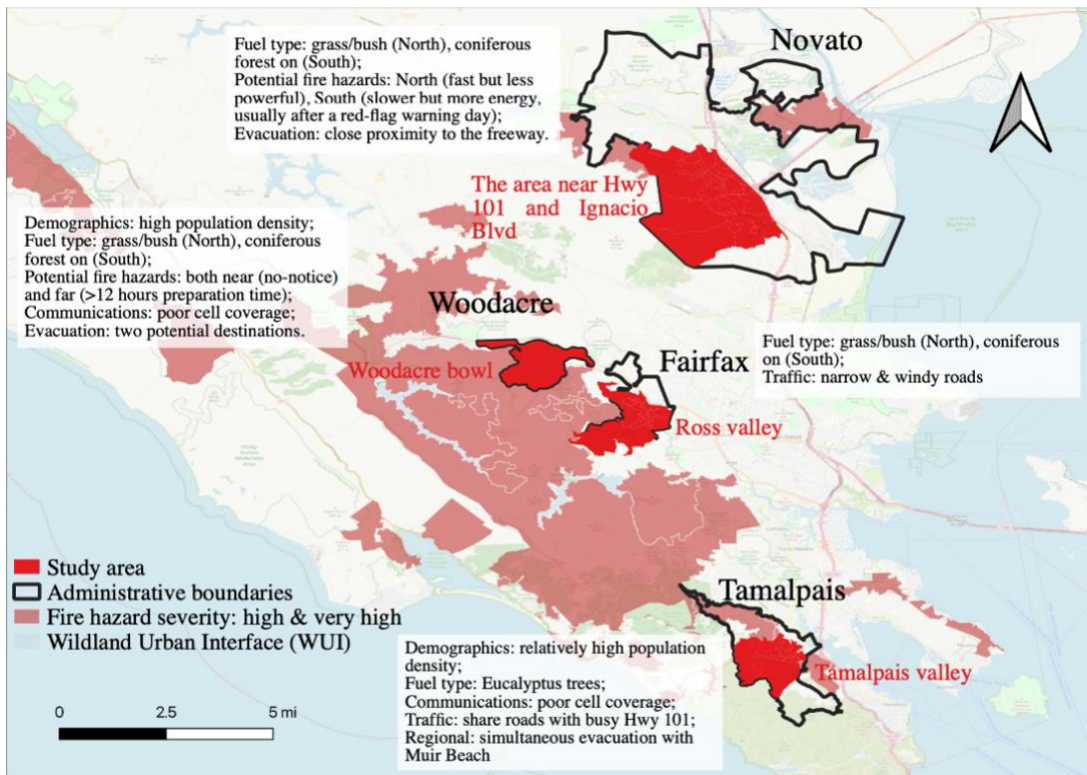 Fuel type: grass/bush (North), coniferous
forest on (South);
Potential fire hazards: North (fast but less
powerful), South (slower but more energy,
usually after a red-flag warning day);
Evacuation: close proximity to the freeway.
Novato
The area near Hwy
101 and Ignacio
Blvd
Demographics: high population density;
Fuel type: grass/bush (North), coniferous
forest on (South);
Potential fire hazards: both near (no-notice)
and far (>12 hours preparation time);
Communications: poor cell coverage;
Evacuation: two potential destinations.
Woodacre
Woodacre bowl
Fairfax
Ross valley
Fuel type: grass/bush (North), coniferous
on (South);
Traffic: narrow & windy roads
Study area
Administrative boundaries
Fire hazard severity: high & very high
Wildland Urban Interface (WUI)
0 2.5 5 mi
Tamalpais
Tamalpais valley
Demographics: relatively high population
density;
Fuel type: Eucalyptus trees;
Communications: poor cell coverage;
Traffic: share roads with busy Hwy 101;
Regional: simultaneous evacuation with
Muir Beach